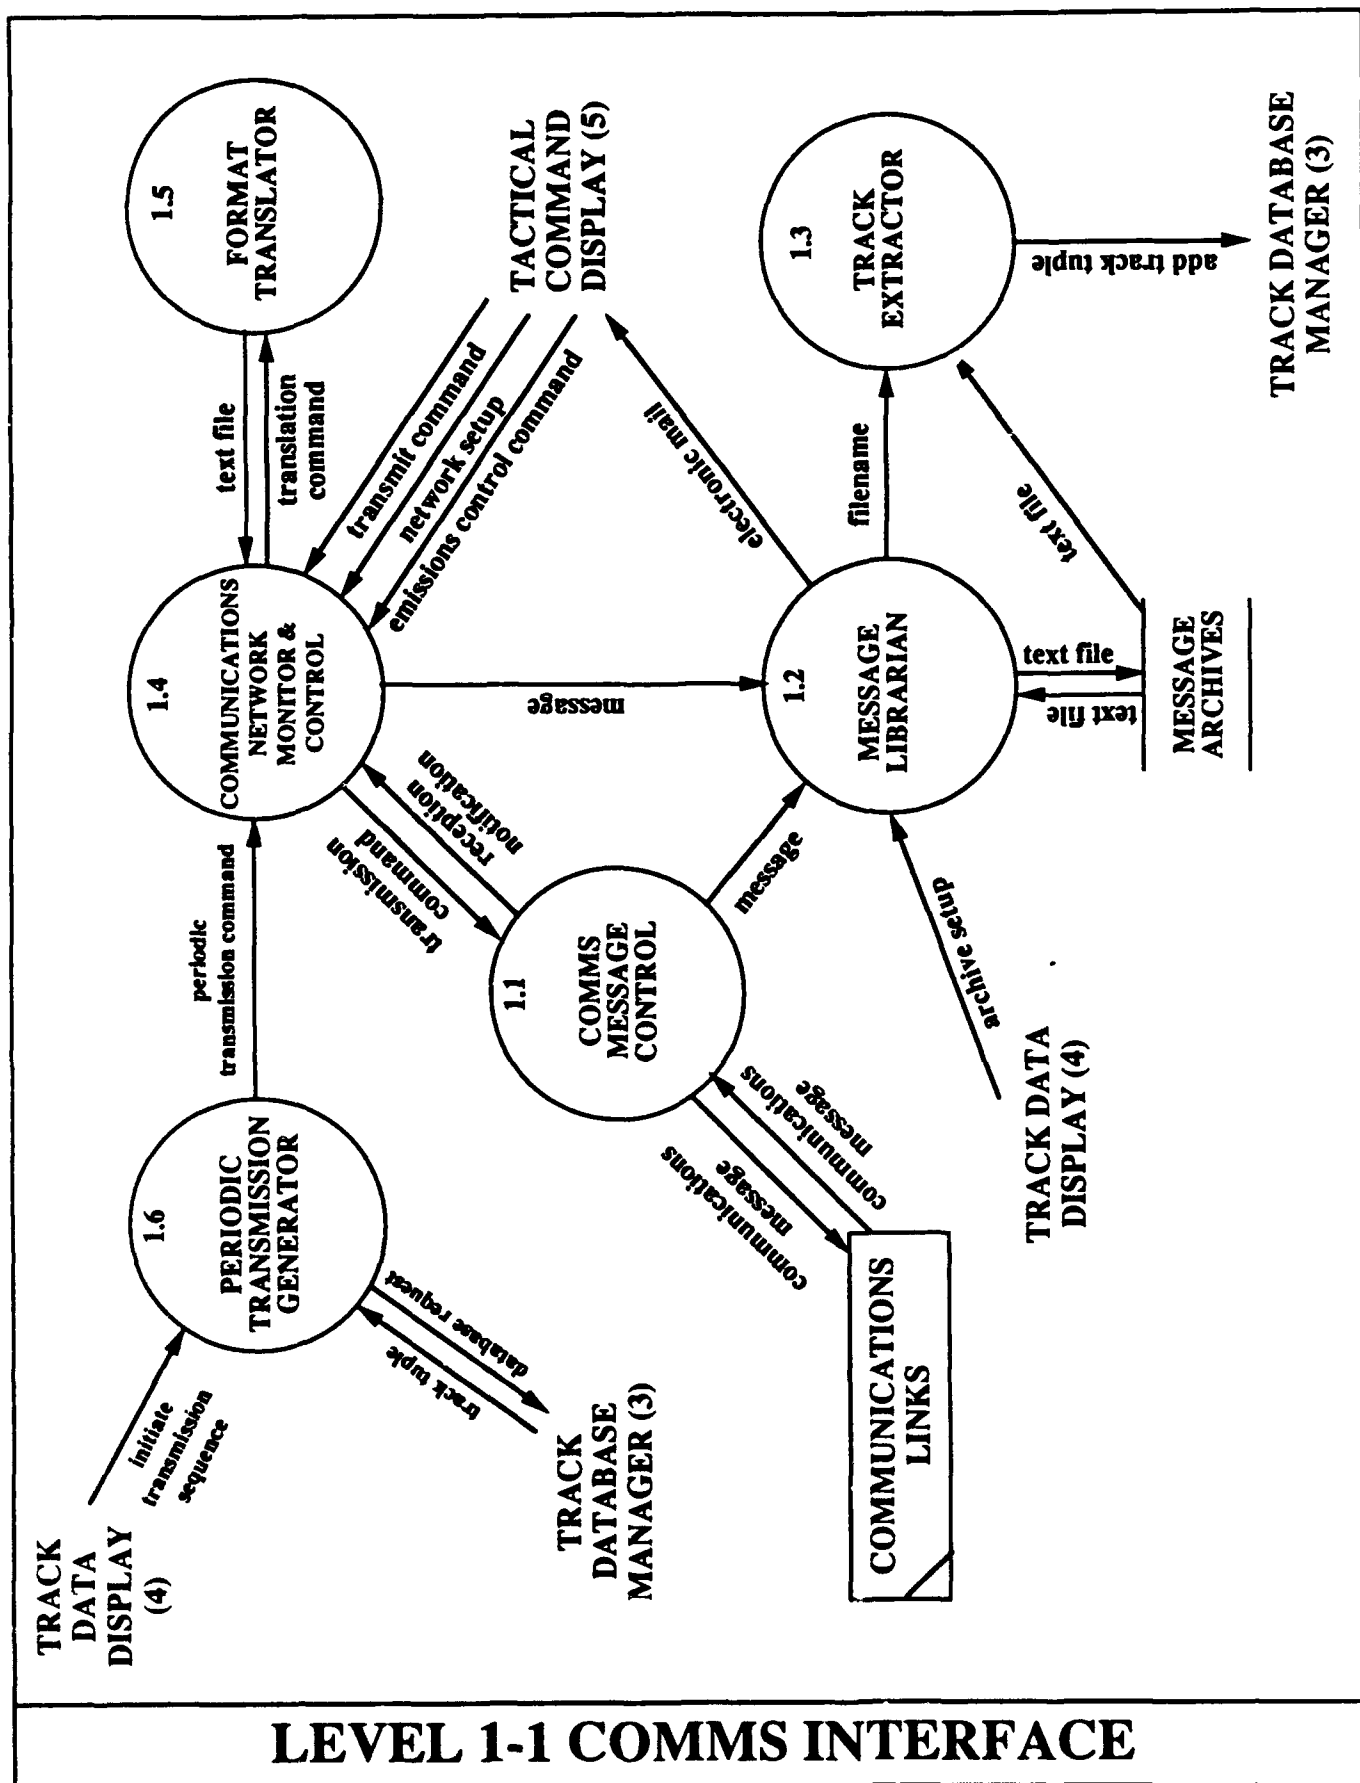 LEVEL 1-1 COMMS INTERFACE
TRACK
DATA
DISPLAY
(4)
initiate
transmission
sequence
1.6
PERIODIC
TRANSMISSION
GENERATOR
periodic
transmission command
1.4
COMMUNICATIONS
NETWORK
MONITOR &
CONTROL
text file
translation
command
1.5
FORMAT
TRANSLATOR
track tuple
database request
TRACK
DATABASE
MANAGER (3)
transmission
command
reception
notification
transmit command
network setup
emissions control command
TACTICAL
COMMAND
DISPLAY (5)
1.1
COMMS
MESSAGE
CONTROL
message
message
electronic mail
communications
message
communications
message
COMMUNICATIONS
LINKS
1.2
MESSAGE
LIBRARIAN
filename
1.3
TRACK
EXTRACTOR
archive setup
TRACK DATA
DISPLAY (4)
text file
text file
text file
add track tuple
MESSAGE
ARCHIVES
TRACK DATABASE
MANAGER (3)